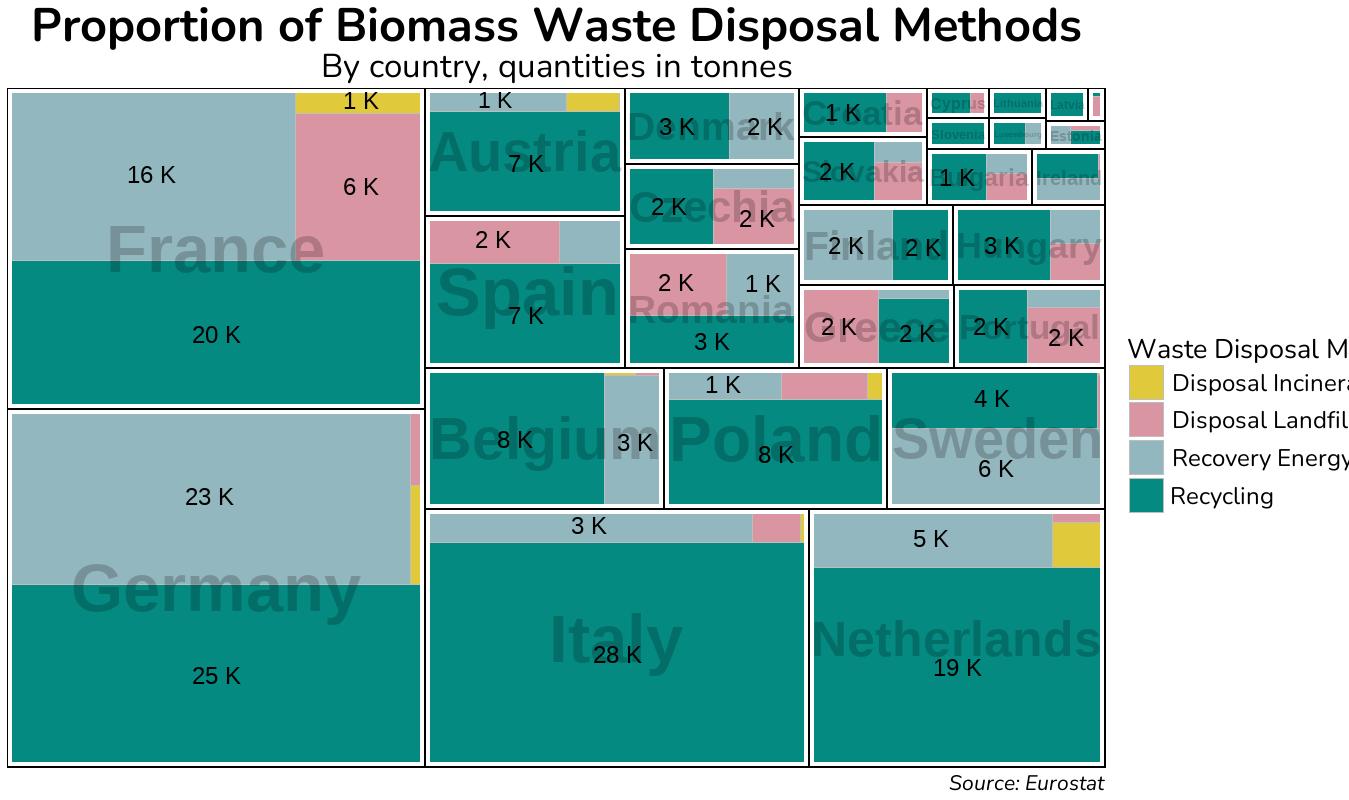 Proportion of Biomass Waste Disposal Methods
By country, quantities in tonnes
16 K
1 K
6 K
France
20 K
23 K
Germany
25 K
1 K
Austria
7 K
2 K
Spain
7 K
3 K
2 K
Denmark
2 K
2 K
Czechia
2 K
1 K
Romania
3 K
1 K
Croatia
2 K
Slovakia
Cyprus
Lithuania
Latvia
Slovenia
Luxembourg
Estonia
1 K
Bulgaria
Ireland
2 K
2 K
Finland
3 K
Hungary
2 K
2 K
Greece
2 K
2 K
Portugal
8 K
3 K
Belgium
1 K
Poland
8 K
4 K
Sweden
6 K
3 K
Italy
28 K
5 K
Netherlands
19 K
Waste Disposal M
Disposal Incinera
Disposal Landfil
Recovery Energy
Recycling
Source: Eurostat